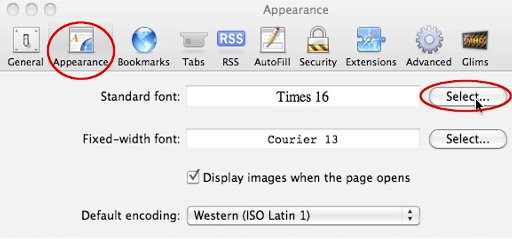 Appearance
General Appearance Bookmarks Tabs RSS AutoFill Security Extensions Advanced Glims
RSS
Standard font: Times 16 Select...
Fixed-width font: Courier 13 Select...
Display images when the page opens
Default encoding: Western (ISO Latin 1)